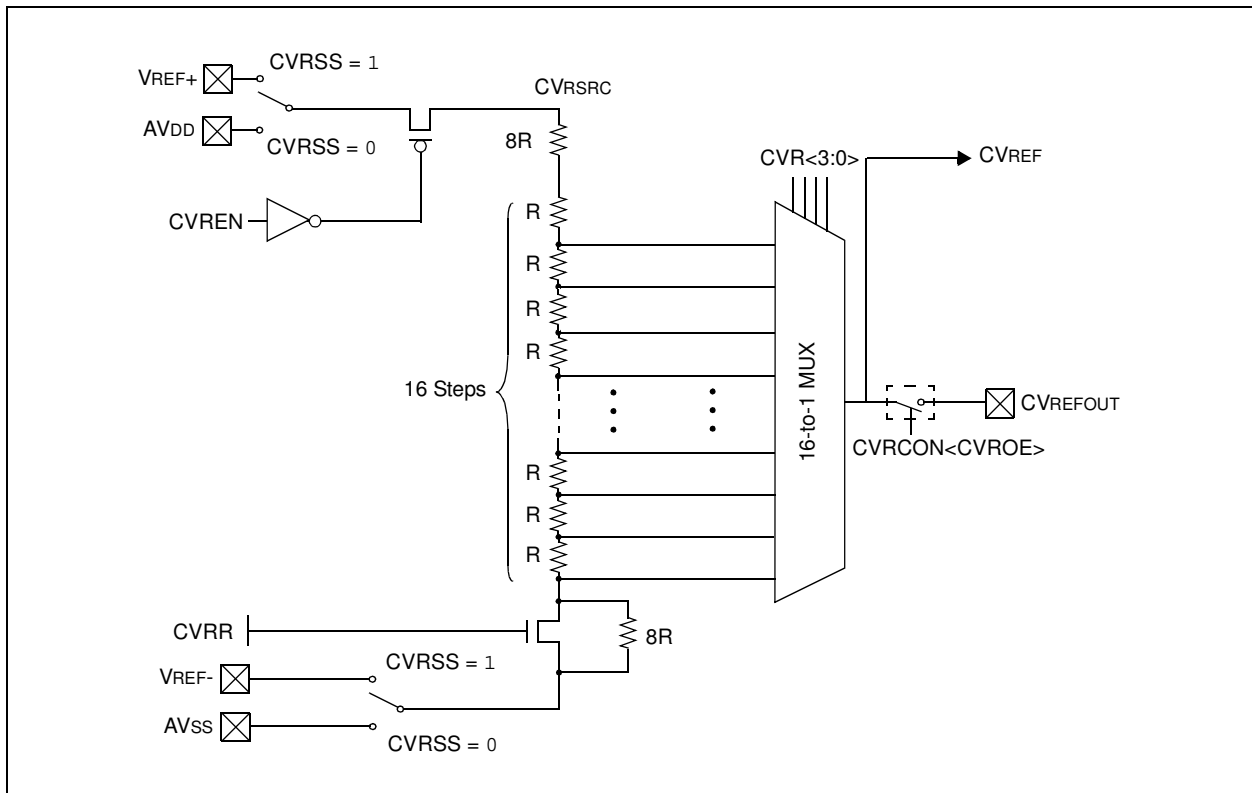 VREF+
CVRSS = 1
AVDD
CVRSS = 0
CVRSRC
8R
CVREN
CVR<3:0>
CVREF
R
R
R
R
16 Steps
16-to-1 MUX
CVREFOUT
CVRCON<CVROE>
R
R
R
CVRR
8R
VREF-
CVRSS = 1
AVSS
CVRSS = 0